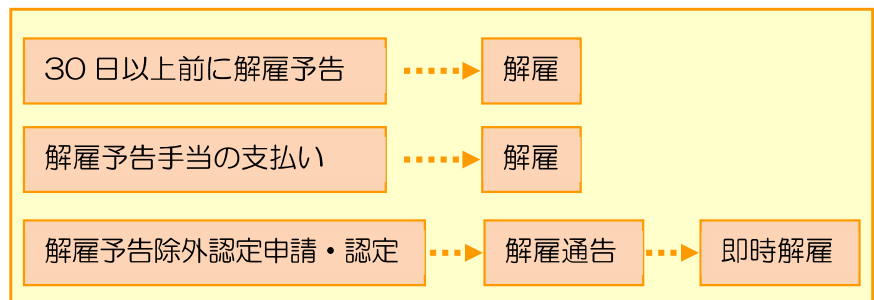 30日以上前に解雇予告 解雇
解雇予告手当の支払い 解雇
解雇予告除外認定申請・認定 解雇通告 即時解雇